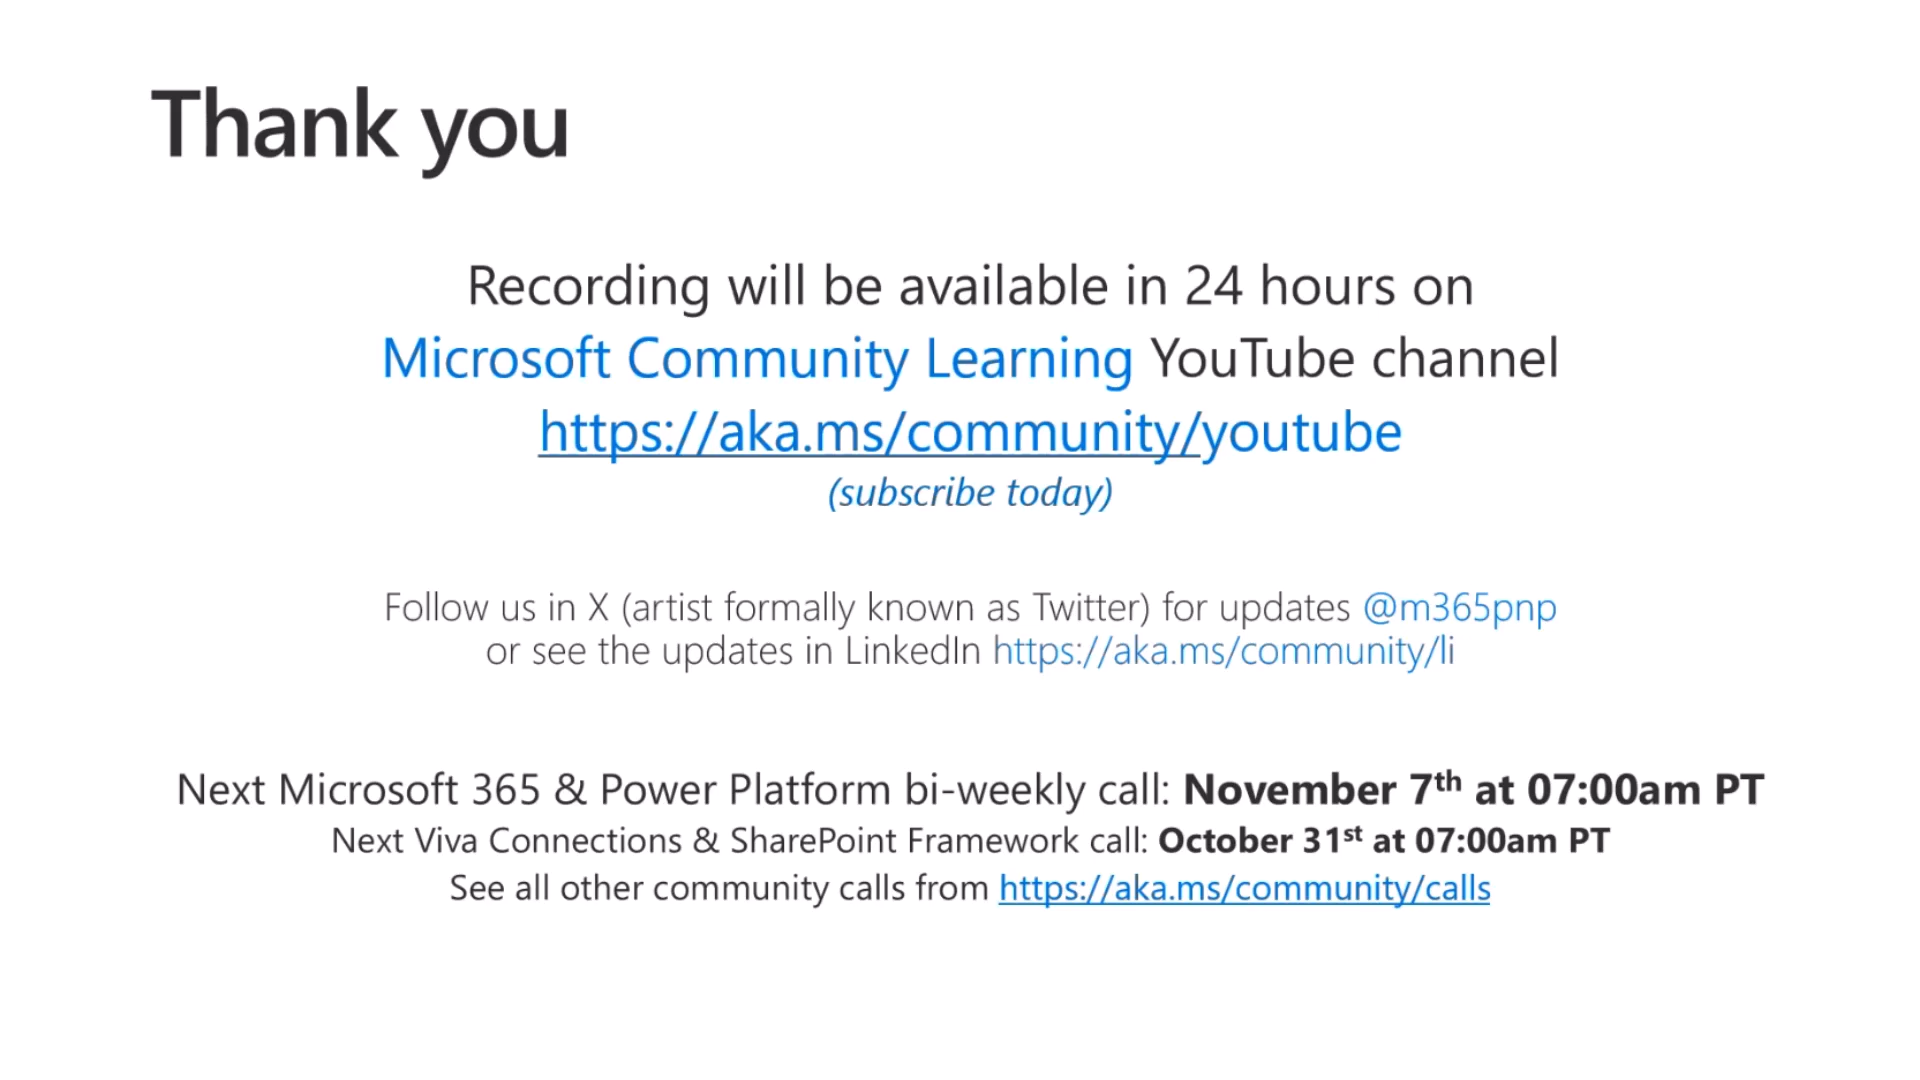 Thank you
Recording will be available in 24 hours on
Microsoft Community Learning YouTube channel
https://aka.ms/community/youtube
(subscribe today)
Follow us in X (artist formally known as Twitter) for updates @m365pnp
or see the updates in LinkedIn https://aka.ms/community/li
Next Microsoft 365 & Power Platform bi-weekly call: November 7th at 07:00am PT
Next Viva Connections & SharePoint Framework call: October 31st at 07:00am PT
See all other community calls from https://aka.ms/community/calls